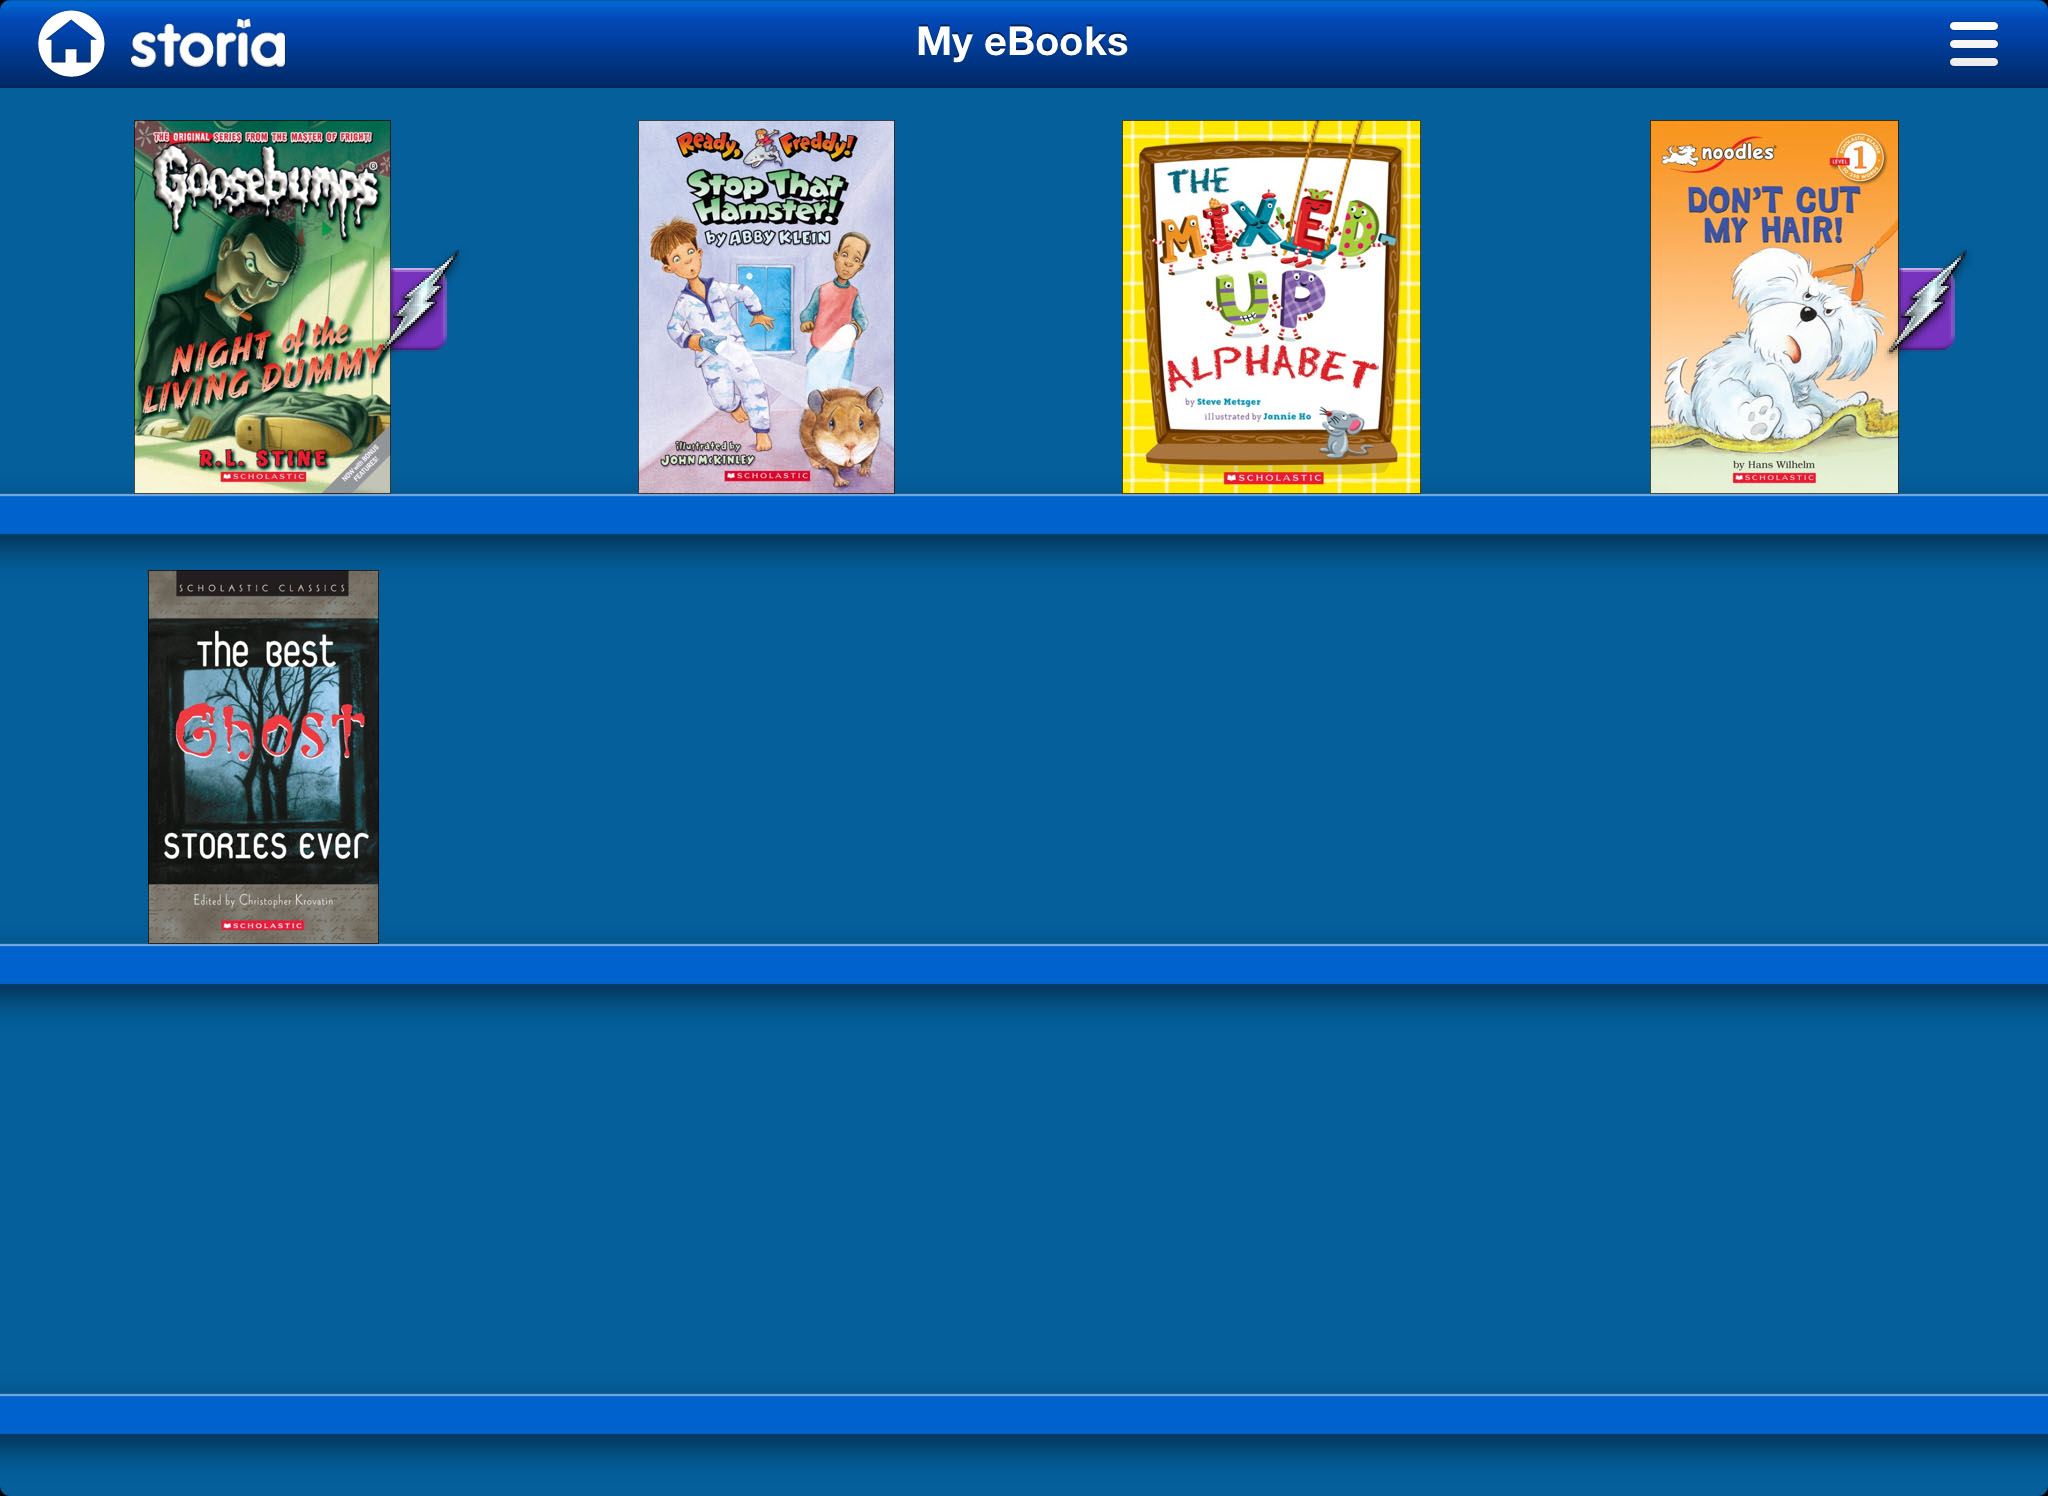 storia
My eBooks
THE ORIGINAL SERIES FROM THE MASTER OF FRIGHT!
Goosebumps®
NIGHT of the
LIVING DUMMY
R.L. STINE
SCHOLASTIC
NOW with BONUS
FEATURES!
Ready, Freddy!
Stop That
Hamster!
by ABBY KLEIN
illustrated by
JOHN McKINLEY
SCHOLASTIC
THE
MIXED
UP
ALPHABET
by Steve Metzger
illustrated by Jannie Ho
SCHOLASTIC
noodles
LEVEL 1
DON'T CUT
MY HAIR!
by Hans Wilhelm
SCHOLASTIC
SCHOLASTIC CLASSICS
The Best
Ghost
STORIES Ever
Edited by Christopher Krovatin
SCHOLASTIC